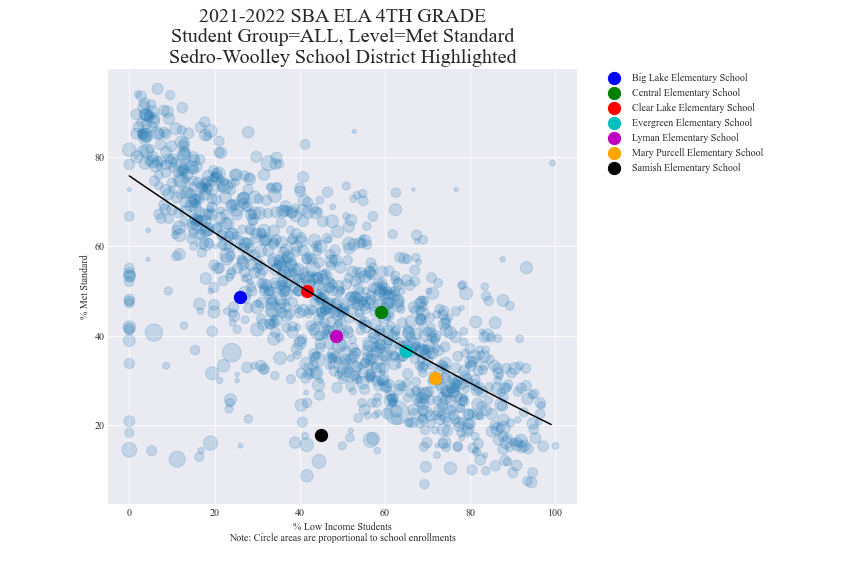 2021-2022 SBA ELA 4TH GRADE
Student Group=ALL, Level=Met Standard
Sedro-Woolley School District Highlighted
Big Lake Elementary School
Central Elementary School
Clear Lake Elementary School
Evergreen Elementary School
Lyman Elementary School
Mary Purcell Elementary School
Samish Elementary School
% Met Standard
80
60
40
20
0 20 40 60 80 100
% Low Income Students
Note: Circle areas are proportional to school enrollments